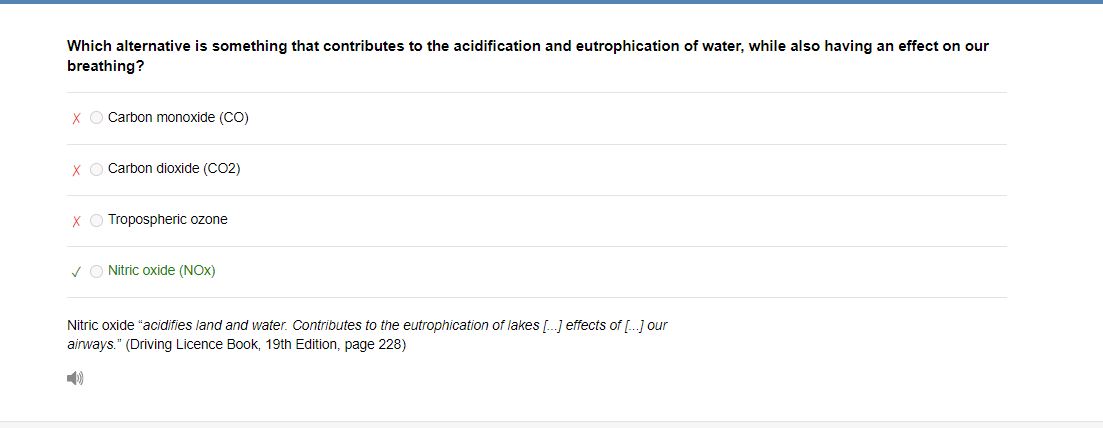 Which alternative is something that contributes to the acidification and eutrophication of water, while also having an effect on our
breathing?
X Carbon monoxide (CO)
X Carbon dioxide (CO2)
X Tropospheric ozone
✓ Nitric oxide (NOx)
Nitric oxide “acidifies land and water. Contributes to the eutrophication of lakes [...] effects of [...] our
airways.” (Driving Licence Book, 19th Edition, page 228)